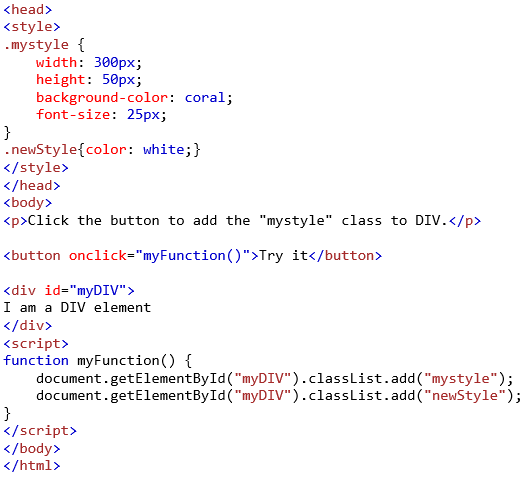 <head>
<style>
.mystyle {
    width: 300px;
    height: 50px;
    background-color: coral;
    font-size: 25px;
}
.newStyle{color: white;}
</style>
</head>
<body>
<p>Click the button to add the "mystyle" class to DIV.</p>

<button onclick="myFunction()">Try it</button>

<div id="myDIV">
I am a DIV element
</div>
<script>
function myFunction() {
    document.getElementById("myDIV").classList.add("mystyle");
    document.getElementById("myDIV").classList.add("newStyle");
}
</script>
</body>
</html>